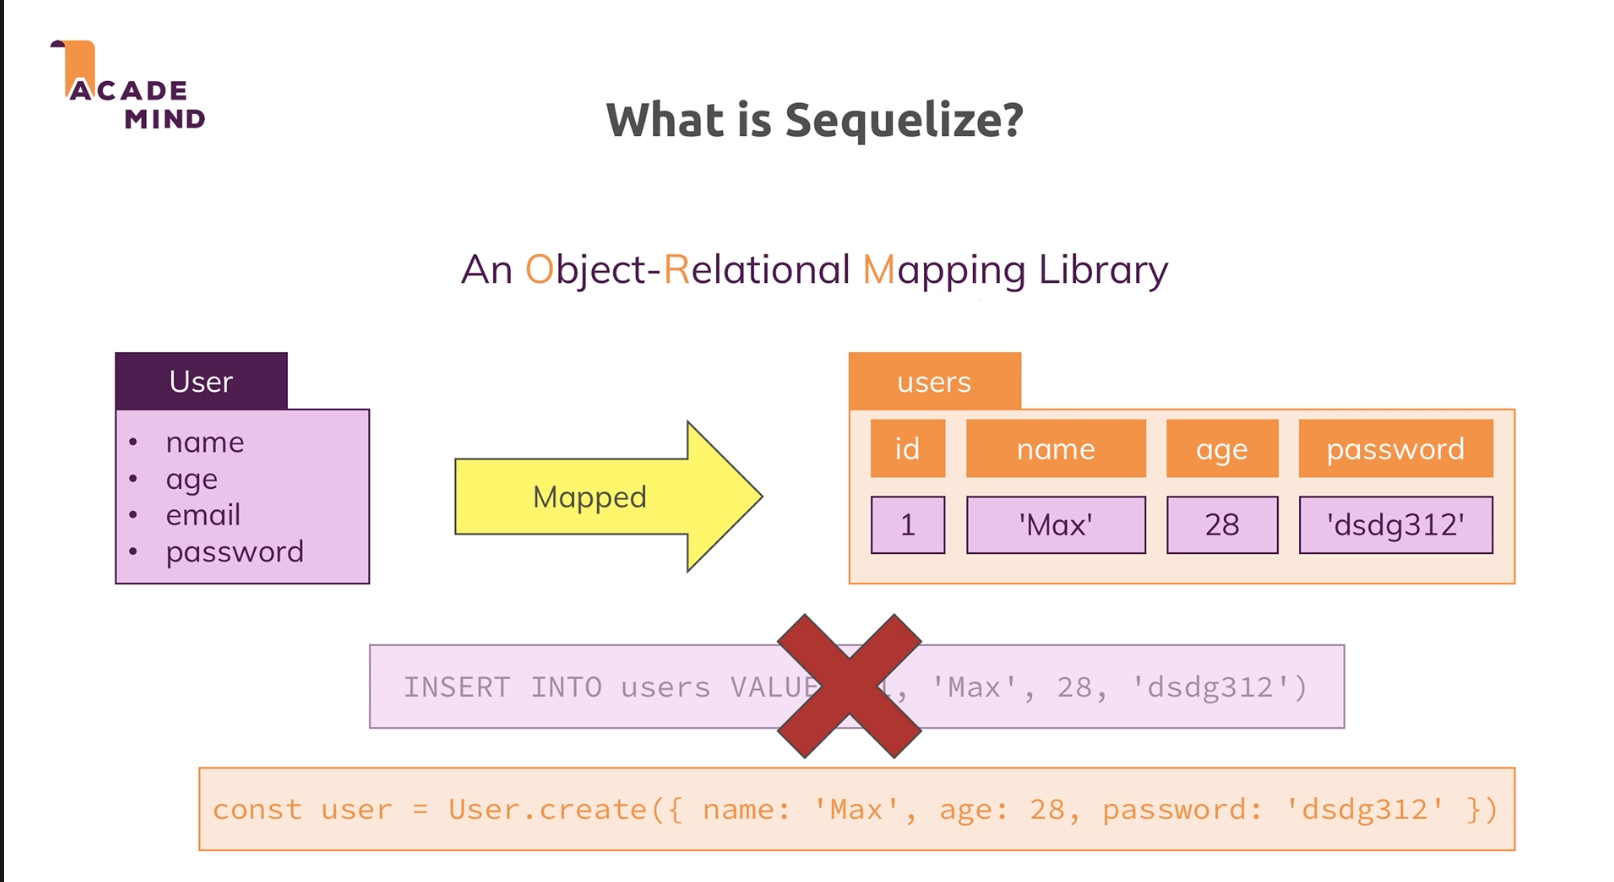 ACADE
MIND
What is Sequelize?
An Object-Relational Mapping Library
User
• name
• age
• email
• password
Mapped
users
id name age password
1 'Max' 28 'dsdg312'
INSERT INTO users VALUE 1, 'Max', 28, 'dsdg312')
const user = User.create({ name: 'Max', age: 28, password: 'dsdg312' })